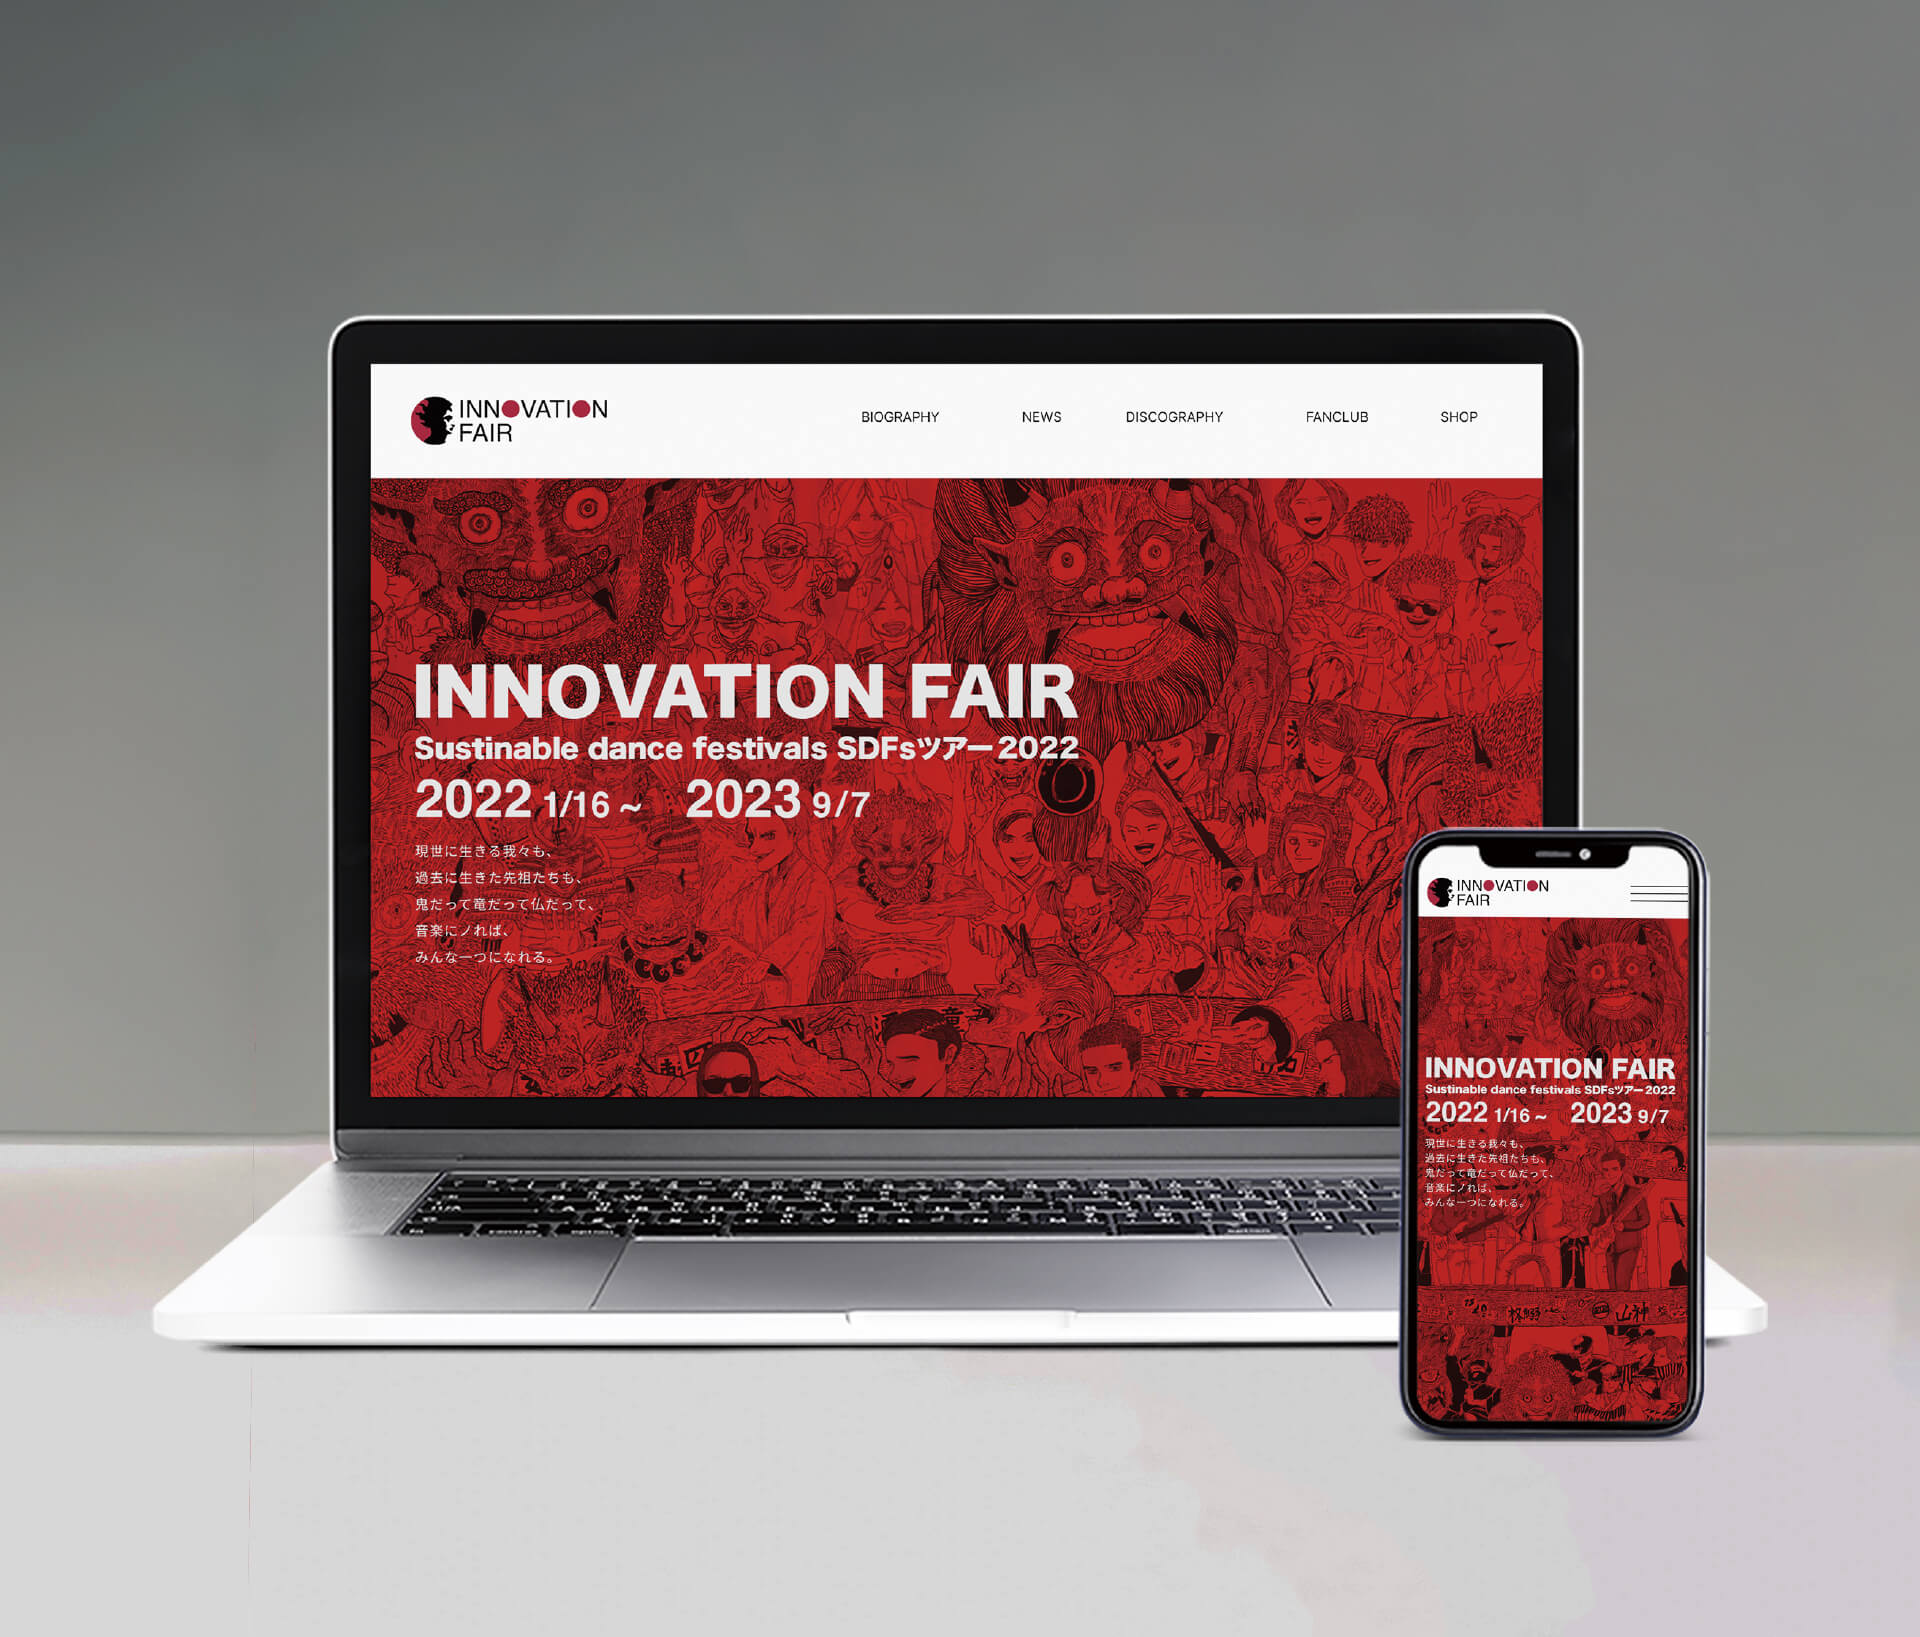 INNOVATION
FAIR
BIOGRAPHY NEWS DISCOGRAPHY FANCLUB SHOP
INNOVATION FAIR
Sustinable dance festivals SDFsツアー2022
2022 1/16 ~ 2023 9/7
現世に生きる我々も、
過去に生きた先祖たちも、
鬼だって竜だって仏だって、
音楽にノれば、
みんな一つになれる。
INNOVATION
FAIR
INNOVATION FAIR
Sustinable dance festivals SDFsツアー2022
2022 1/16 ~ 2023 9/7
現世に生きる我々も、
過去に生きた先祖たちも、
鬼だって竜だって仏だって、
音楽にノれば、
みんな一つになれる。
山神